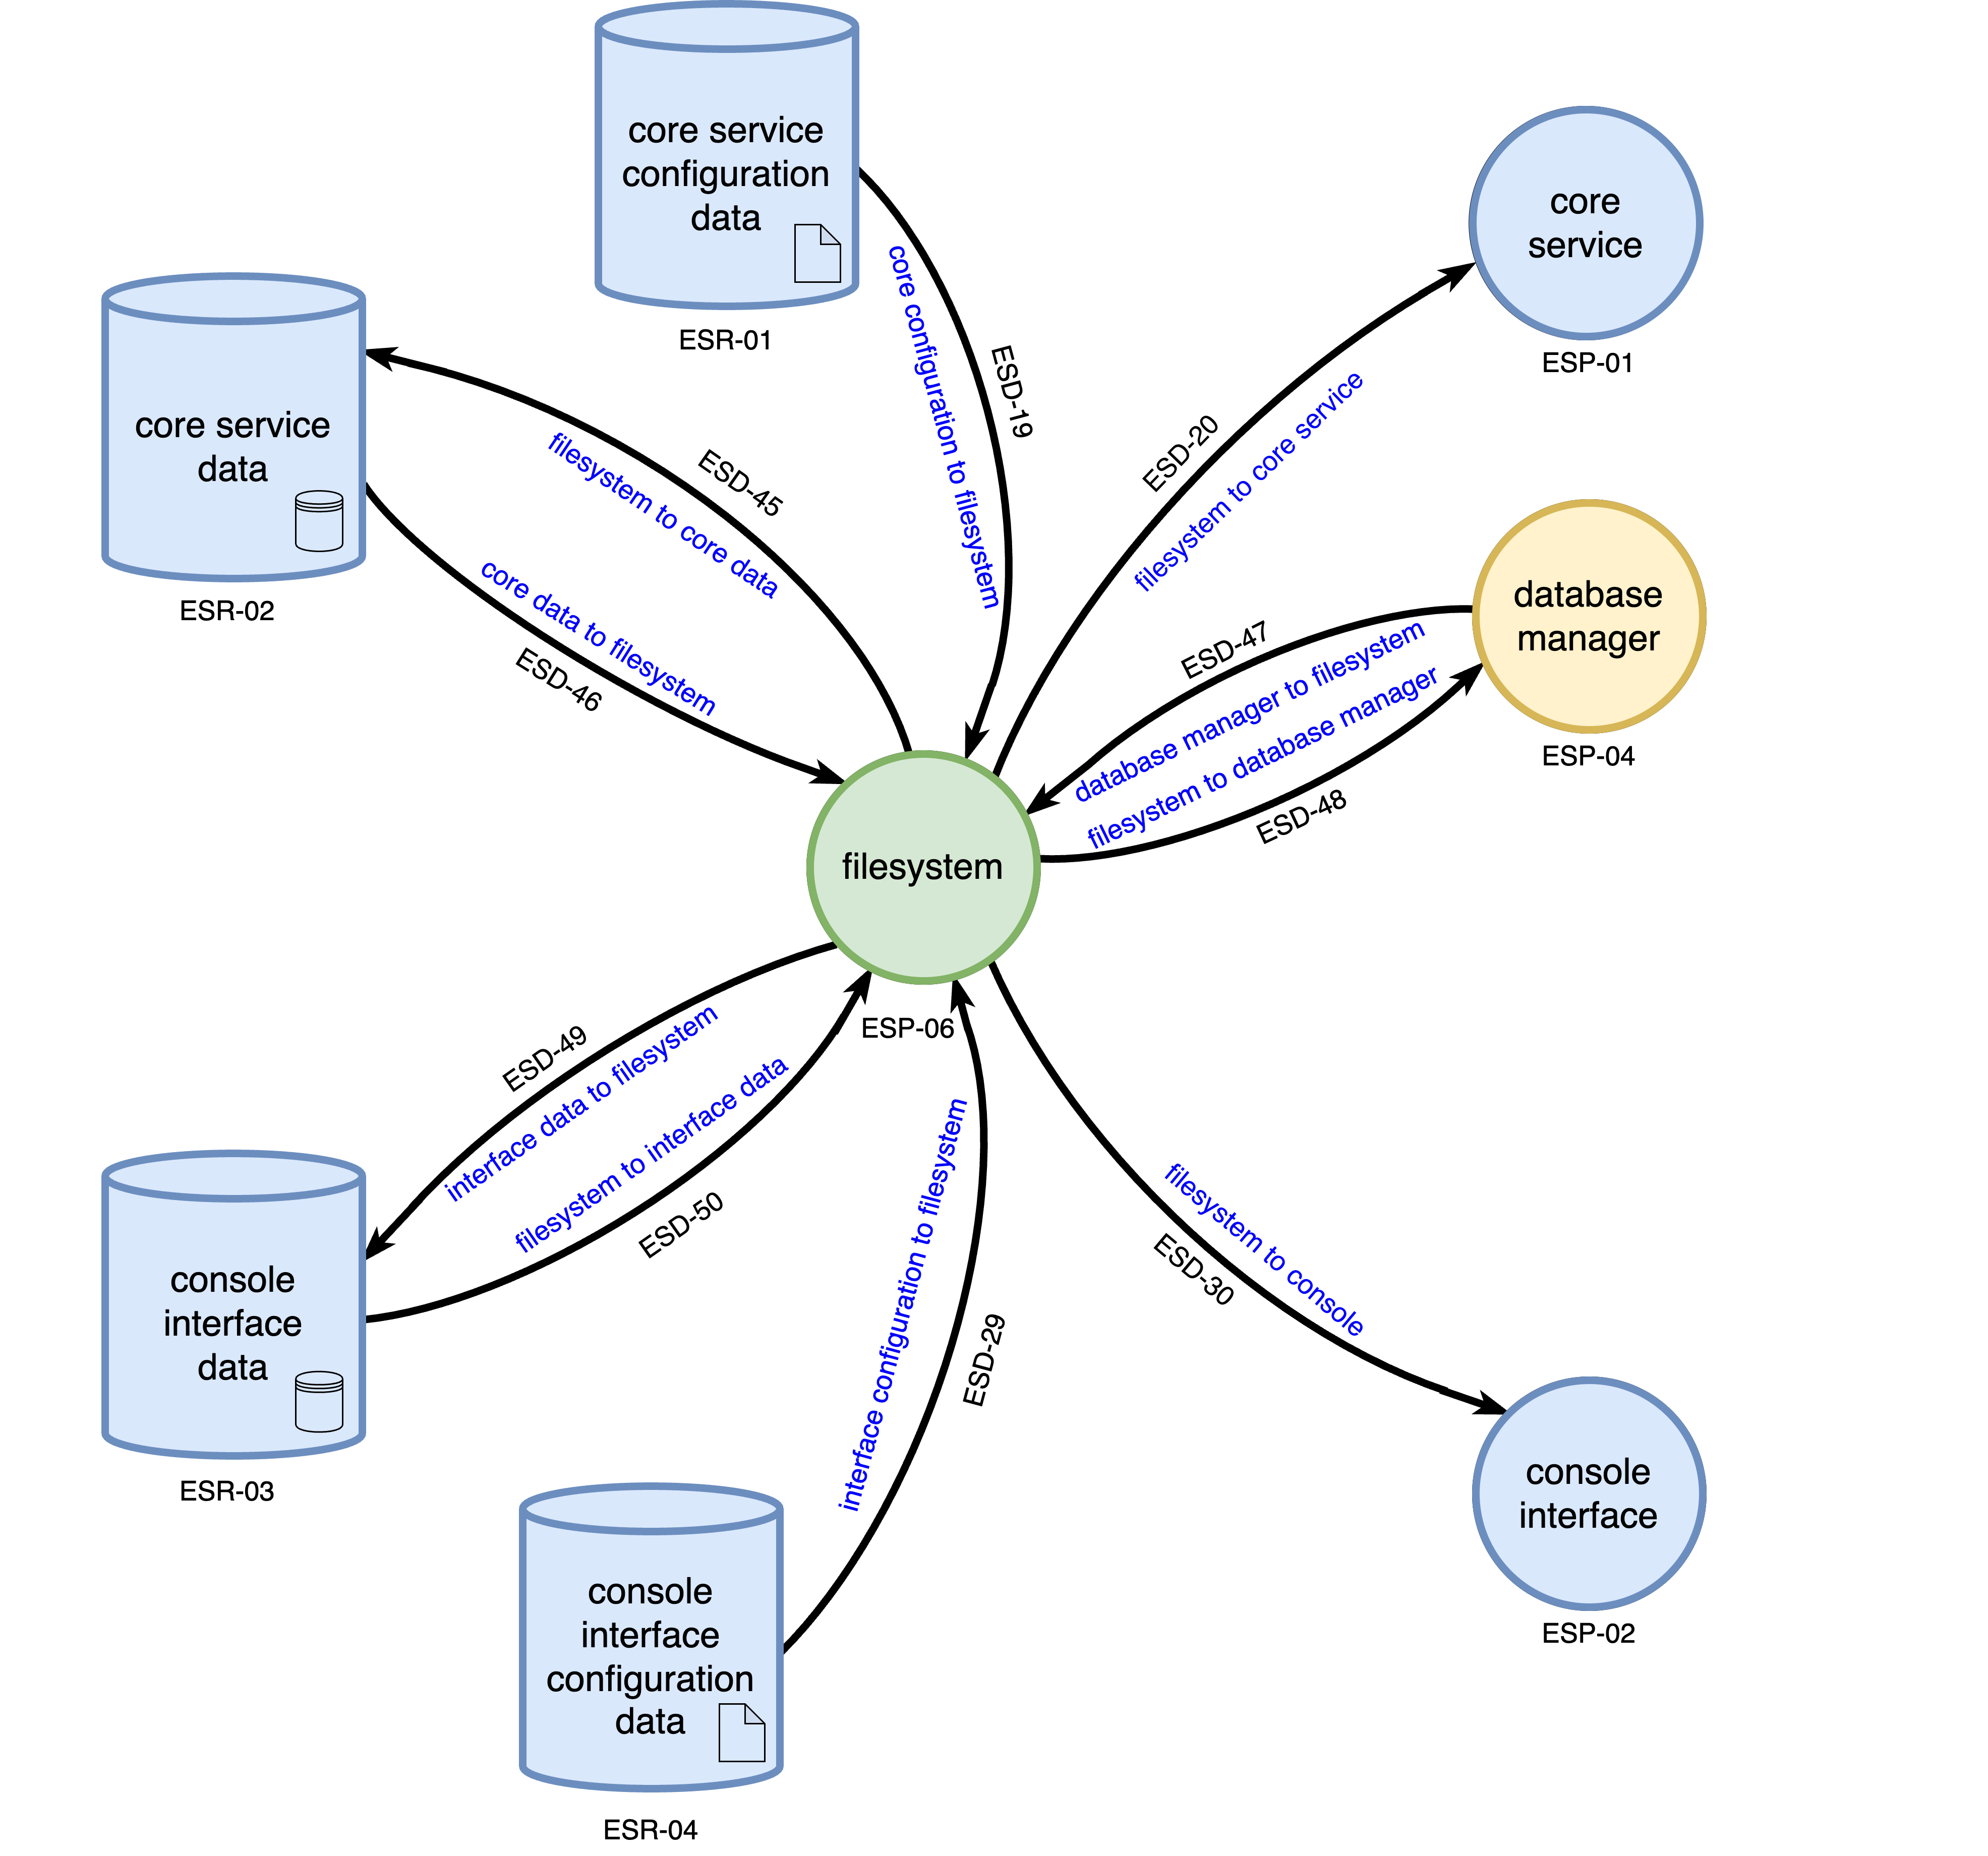 core service
configuration
data
ESR-01
core service
data
ESR-02
core
service
ESP-01
database
manager
ESP-04
ESD-19
core configuration to filesystem
ESD-20
filesystem to core service
ESD-45
filesystem to core data
core data to filesystem
ESD-46
ESD-47
database manager to filesystem
filesystem to database manager
ESD-48
filesystem
ESP-06
ESD-49
interface data to filesystem
filesystem to interface data
ESD-50
interface configuration to filesystem
ESD-29
filesystem to console
ESD-30
console
interface
data
ESR-03
console
interface
configuration
data
ESR-04
console
interface
ESP-02